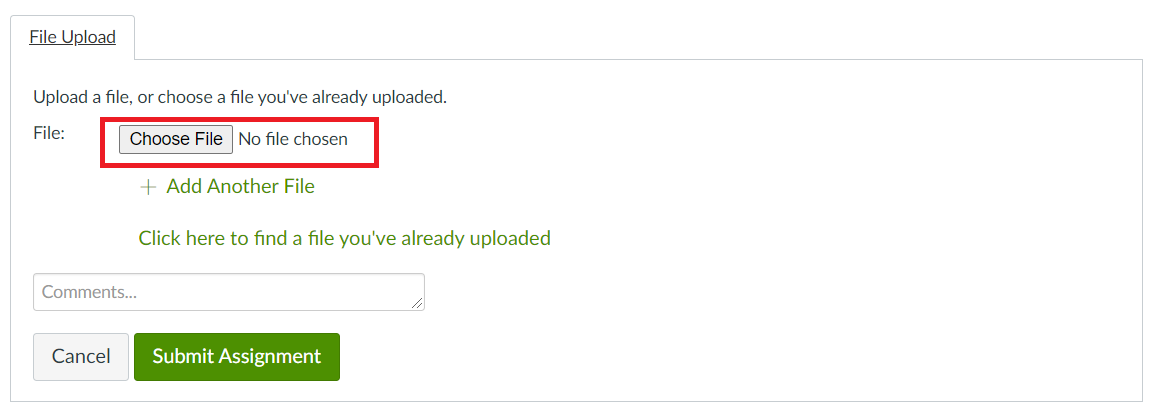 File Upload
Upload a file, or choose a file you've already uploaded.
File: Choose File No file chosen
+ Add Another File
Click here to find a file you've already uploaded
Comments...
Cancel Submit Assignment